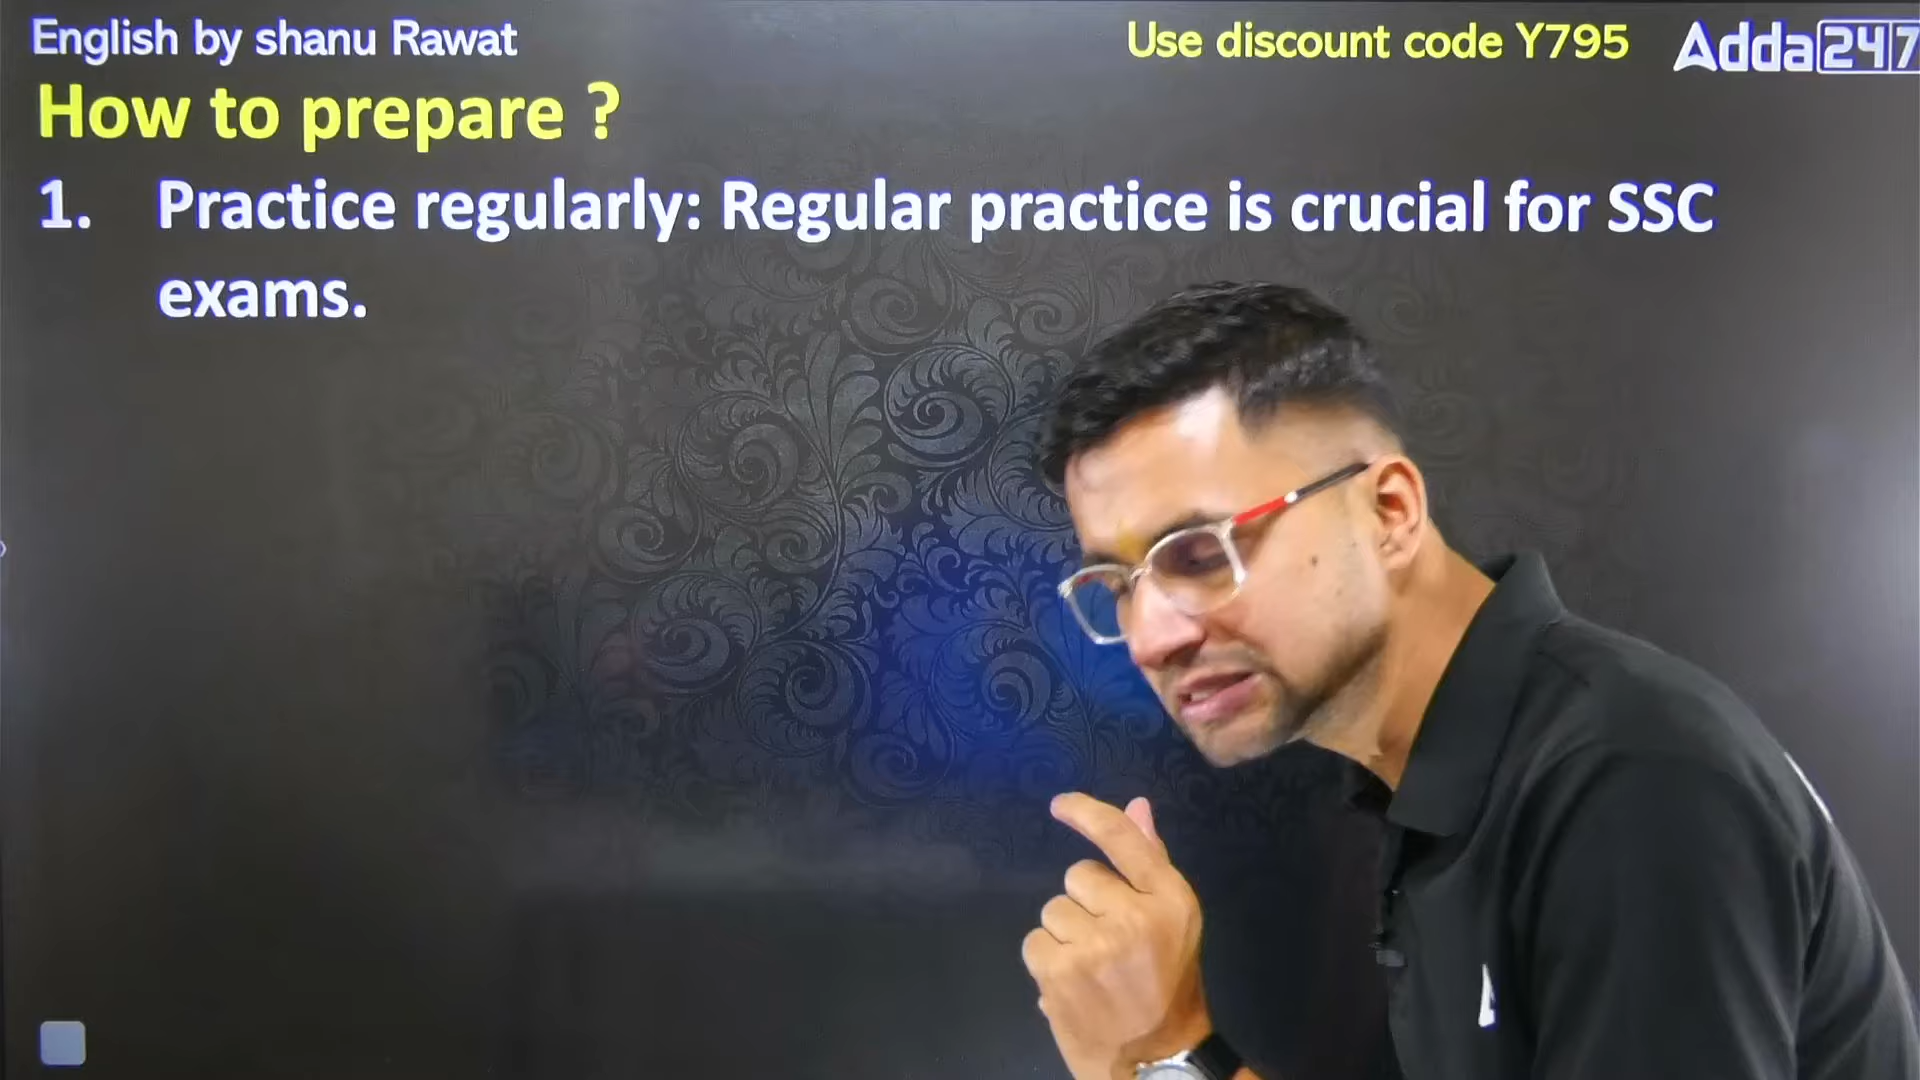 English by shanu Rawat
Use discount code Y795
Adda247
How to prepare ?
1. Practice regularly: Regular practice is crucial for SSC
exams.